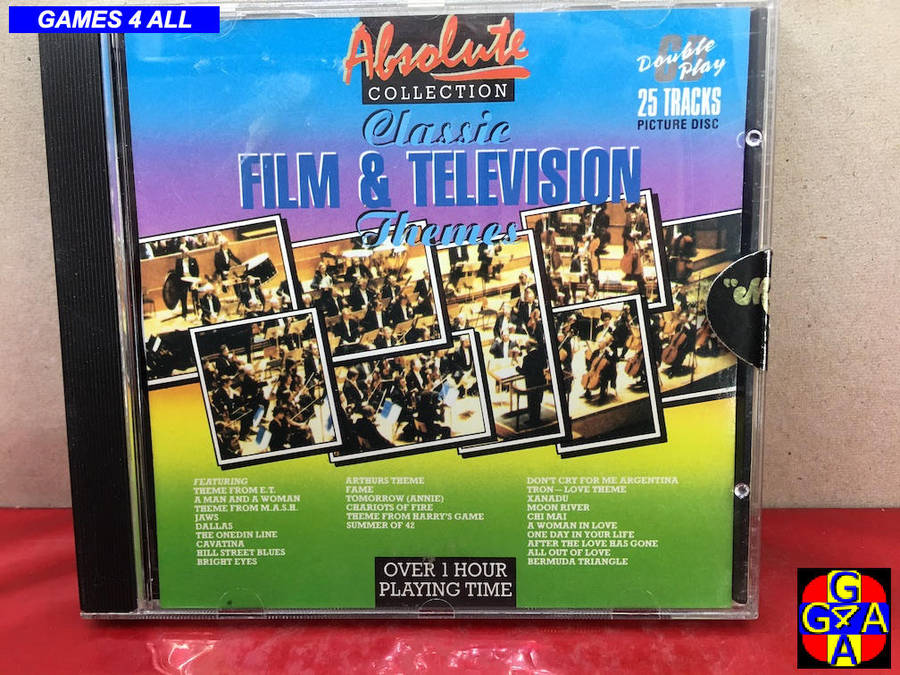 GAMES 4 ALL
Absolute
COLLECTION
CD
Double
Play
25 TRACKS
PICTURE DISC
Classic
FILM & TELEVISION
Themes
FEATURING
THEME FROM E.T.
A MAN AND A WOMAN
THEME FROM M.A.S.H.
JAWS
DALLAS
THE ONEDIN LINE
CAVATINA
HILL STREET BLUES
BRIGHT EYES
ARTHURS THEME
FAME
TOMORROW (ANNIE)
CHARIOTS OF FIRE
THEME FROM HARRY'S GAME
SUMMER OF 42
DON'T CRY FOR ME ARGENTINA
TRON—LOVE THEME
XANADU
MOON RIVER
CHI MAI
A WOMAN IN LOVE
ONE DAY IN YOUR LIFE
AFTER THE LOVE HAS GONE
ALL OUT OF LOVE
BERMUDA TRIANGLE
OVER 1 HOUR
PLAYING TIME
G
G4A
A